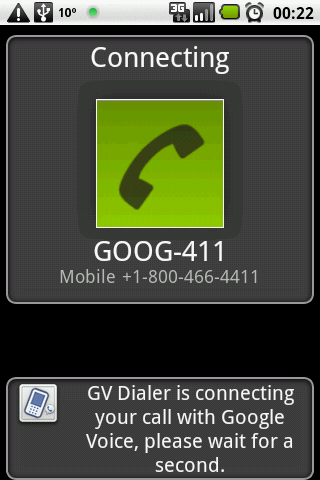 10º 3G 00:22
Connecting
GOOG-411
Mobile +1-800-466-4411
GV Dialer is connecting
your call with Google
Voice, please wait for a
second.